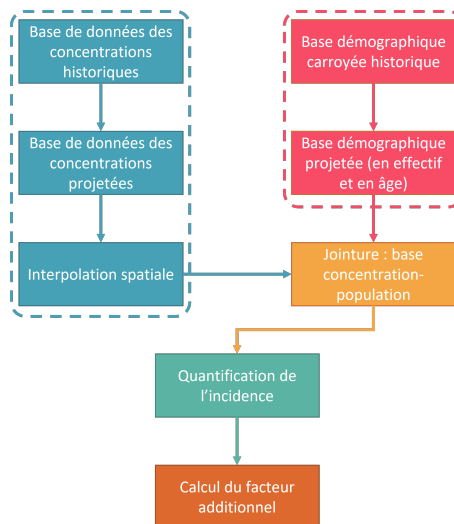 Base de données des
concentrations
historiques
Base démographique
carroyée historique
Base de données des
concentrations
projetées
Base démographique
projetée (en effectif
et en âge)
Interpolation spatiale
Jointure : base
concentration-
population
Quantification de
l’incidence
Calcul du facteur
additionnel